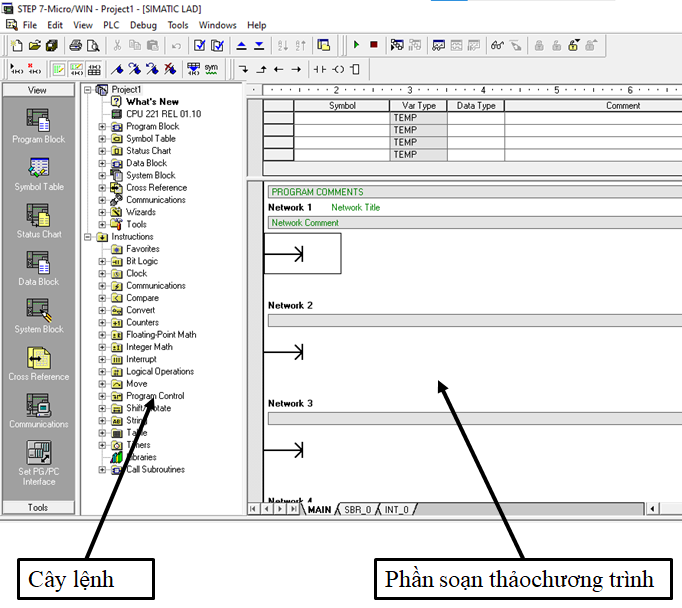 STEP 7-Micro/WIN - Project1 - [SIMATIC LAD]
File Edit View PLC Debug Tools Windows Help
sym
View
Program Block
Symbol Table
Status Chart
Data Block
System Block
Cross Reference
Communications
Set PG/PC
Interface
Tools
Project1
What's New
CPU 221 REL 01.10
Program Block
Symbol Table
Status Chart
Data Block
System Block
Cross Reference
Communications
Wizards
Tools
Instructions
Favorites
Bit Logic
Clock
Communications
Compare
Convert
Counters
Floating-Point Math
Integer Math
Interrupt
Logical Operations
Move
Program Control
Shift/Rotate
String
Table
Timers
Libraries
Call Subroutines
2 3 4 5 6
Symbol Var Type Data Type Comment
TEMP
TEMP
TEMP
TEMP
PROGRAM COMMENTS
Network 1 Network Title
Network Comment
Network 2
Network 3
Network 4
MAIN SBR_0 INT_0
Cây lệnh
Phần soạn thảochương trình